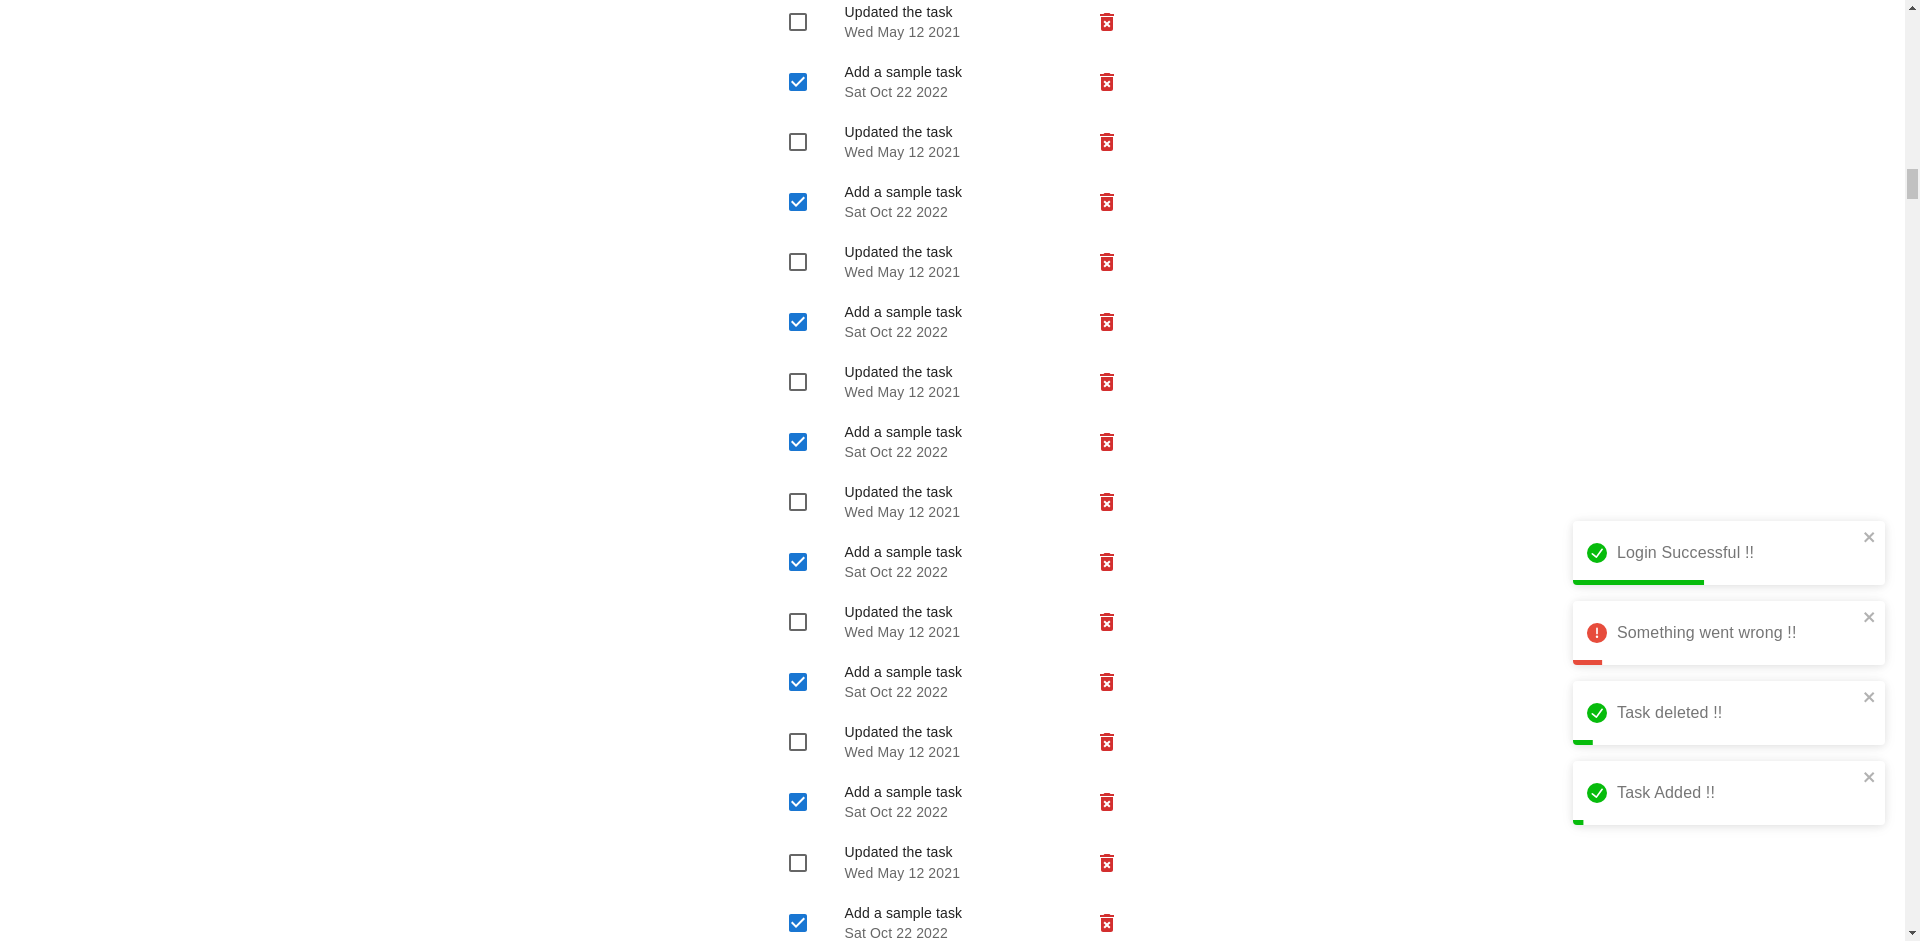 Updated the task
Wed May 12 2021
Add a sample task
Sat Oct 22 2022
Updated the task
Wed May 12 2021
Add a sample task
Sat Oct 22 2022
Updated the task
Wed May 12 2021
Add a sample task
Sat Oct 22 2022
Updated the task
Wed May 12 2021
Add a sample task
Sat Oct 22 2022
Updated the task
Wed May 12 2021
Add a sample task
Sat Oct 22 2022
Updated the task
Wed May 12 2021
Add a sample task
Sat Oct 22 2022
Updated the task
Wed May 12 2021
Add a sample task
Sat Oct 22 2022
Updated the task
Wed May 12 2021
Add a sample task
Sat Oct 22 2022
Login Successful !!
Something went wrong !!
Task deleted !!
Task Added !!